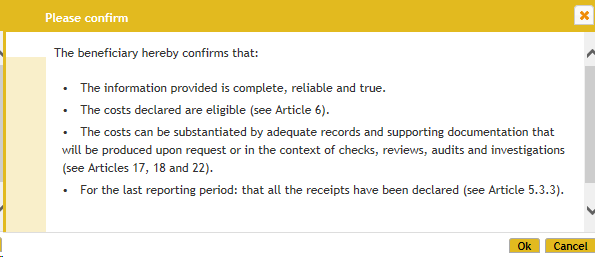 Please confirm
The beneficiary hereby confirms that:
• The information provided is complete, reliable and true.
• The costs declared are eligible (see Article 6).
• The costs can be substantiated by adequate records and supporting documentation that
will be produced upon request or in the context of checks, reviews, audits and investigations
(see Articles 17, 18 and 22).
• For the last reporting period: that all the receipts have been declared (see Article 5.3.3).
Ok Cancel